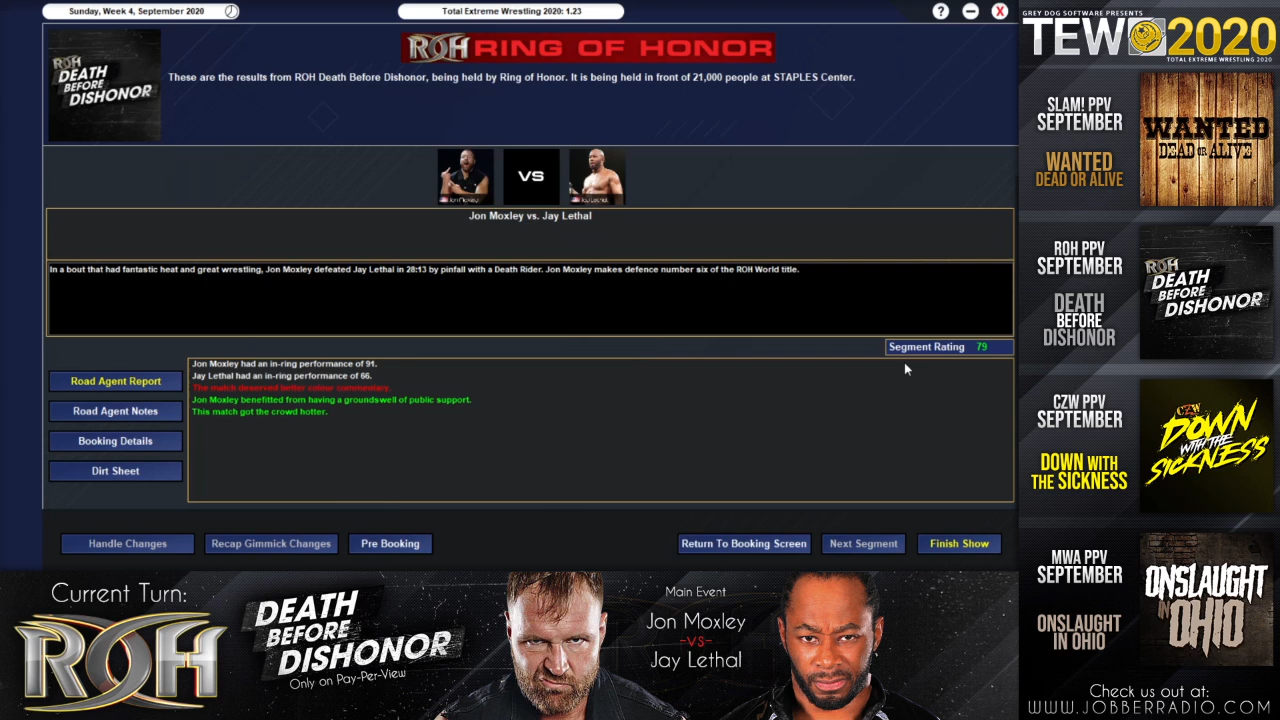 Sunday, Week 4, September 2020
Total Extreme Wrestling 2020: 1.23
?
X
ROH
DEATH
BEFORE
DISHONOR
ROH RING OF HONOR
These are the results from ROH Death Before Dishonor, being held by Ring of Honor. It is being held in front of 21,000 people at STAPLES Center.
Jon Moxley
VS
Jay Lethal
Jon Moxley vs. Jay Lethal
In a bout that had fantastic heat and great wrestling, Jon Moxley defeated Jay Lethal in 28:13 by pinfall with a Death Rider. Jon Moxley makes defence number six of the ROH World title.
Segment Rating 79
Road Agent Report
Road Agent Notes
Booking Details
Dirt Sheet
Jon Moxley had an in-ring performance of 91.
Jay Lethal had an in-ring performance of 66.
The match deserved better colour commentary.
Jon Moxley benefitted from having a groundswell of public support.
This match got the crowd hotter.
Handle Changes
Recap Gimmick Changes
Pre Booking
Return To Booking Screen
Next Segment
Finish Show
Current Turn:
ROH
DEATH
BEFORE
DISHONOR
Only on Pay-Per-View
Main Event
Jon Moxley
-VS-
Jay Lethal
GREY DOG SOFTWARE PRESENTS
TEW 2020
TOTAL EXTREME WRESTLING 2020
SLAM! PPV
SEPTEMBER
WANTED
DEAD OR ALIVE
WANTED
DEAD OR ALIVE
ROH PPV
SEPTEMBER
DEATH
BEFORE
DISHONOR
ROH
DEATH
BEFORE
DISHONOR
CZW PPV
SEPTEMBER
DOWN WITH
THE SICKNESS
CZW
DOWN
WITH THE
SICKNESS
MWA PPV
SEPTEMBER
ONSLAUGHT
IN OHIO
ONSLAUGHT
IN OHIO
Check us out at:
WWW.JOBBERRADIO.COM